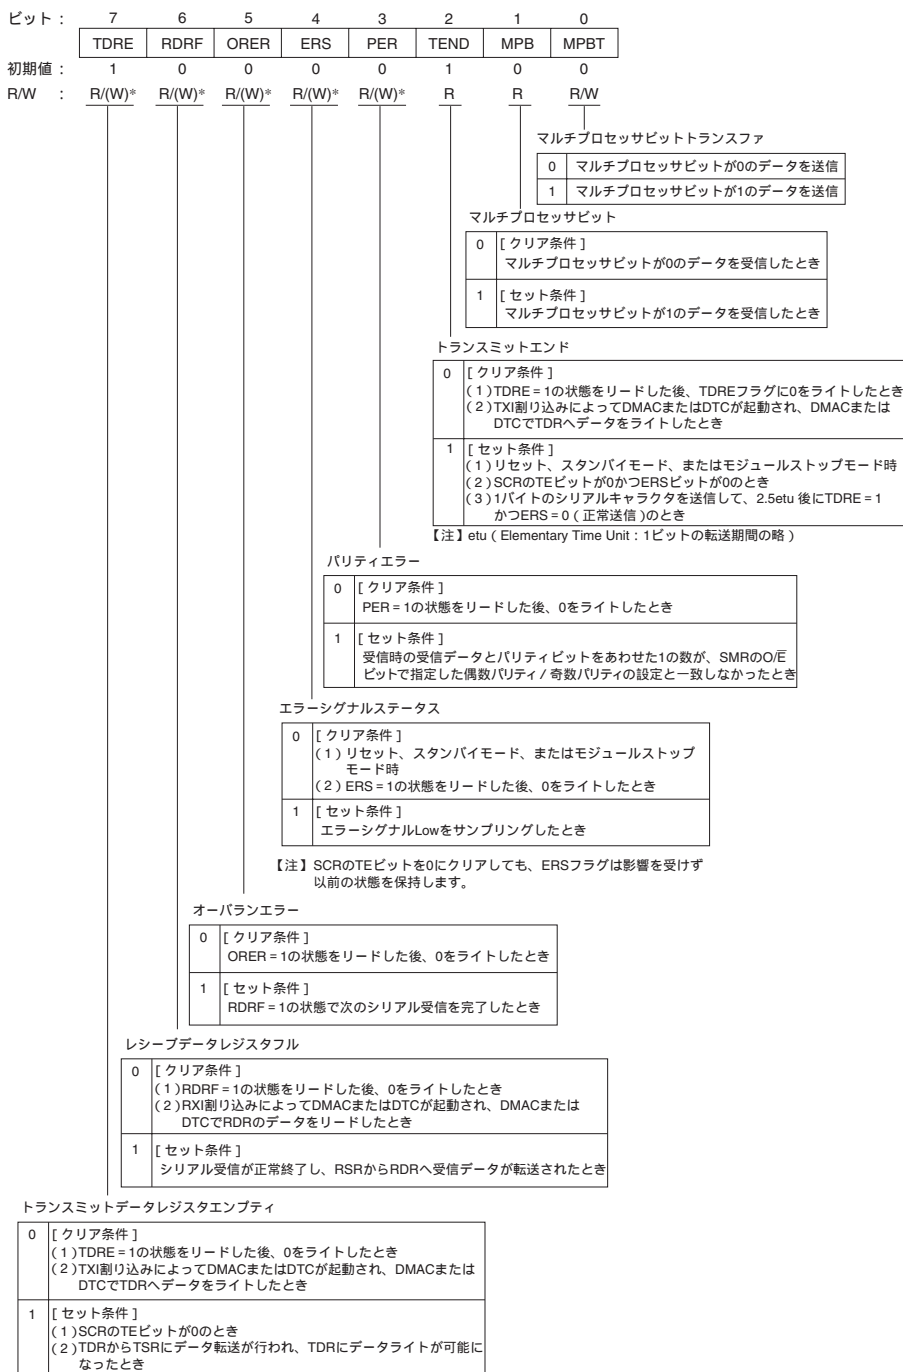 ビット : 7 6 5 4 3 2 1 0
TDRE RDRF ORER ERS PER TEND MPB MPBT
初期値 : 1 0 0 0 0 1 0 0
R/W : R/(W)* R/(W)* R/(W)* R/(W)* R/(W)* R R R/W
マルチプロセッサビットトランスファ
0 マルチプロセッサビットが0のデータを送信
1 マルチプロセッサビットが1のデータを送信
マルチプロセッサビット
0 [ クリア条件 ]
マルチプロセッサビットが0のデータを受信したとき
1 [ セット条件 ]
マルチプロセッサビットが1のデータを受信したとき
トランスミットエンド
0 [ クリア条件 ]
(1)TDRE = 1の状態をリードした後、TDREフラグに0をライトしたとき
(2)TXI割り込みによってDMACまたはDTCが起動され、DMACまたは
DTCでTDRへデータをライトしたとき
1 [ セット条件 ]
(1)リセット、スタンバイモード、またはモジュールストップモード時
(2)SCRのTEビットが0かつERSビットが0のとき
(3)1バイトのシリアルキャラクタを送信して、2.5etu 後にTDRE = 1
かつERS = 0 ( 正常送信 )のとき
【注】etu ( Elementary Time Unit : 1ビットの転送期間の略 )
パリティエラー
0 [ クリア条件 ]
PER = 1の状態をリードした後、0をライトしたとき
1 [ セット条件 ]
受信時の受信データとパリティビットをあわせた1の数が、SMRのO/E̅
ビットで指定した偶数パリティ / 奇数パリティの設定と一致しなかったとき
エラーシグナルステータス
0 [ クリア条件 ]
(1) リセット、スタンバイモード、またはモジュールストップ
モード時
(2) ERS = 1の状態をリードした後、0をライトしたとき
1 [ セット条件 ]
エラーシグナルLowをサンプリングしたとき
【注】SCRのTEビットを0にクリアしても、ERSフラグは影響を受けず
以前の状態を保持します。
オーバランエラー
0 [ クリア条件 ]
ORER = 1の状態をリードした後、0をライトしたとき
1 [ セット条件 ]
RDRF = 1の状態で次のシリアル受信を完了したとき
レシーブデータレジスタフル
0 [ クリア条件 ]
(1)RDRF = 1の状態をリードした後、0をライトしたとき
(2)RXI割り込みによってDMACまたはDTCが起動され、DMACまたは
DTCでRDRのデータをリードしたとき
1 [ セット条件 ]
シリアル受信が正常終了し、RSRからRDRへ受信データが転送されたとき
トランスミットデータレジスタエンプティ
0 [ クリア条件 ]
(1)TDRE = 1の状態をリードした後、0をライトしたとき
(2)TXI割り込みによってDMACまたはDTCが起動され、DMACまたは
DTCでTDRへデータをライトしたとき
1 [ セット条件 ]
(1)SCRのTEビットが0のとき
(2)TDRからTSRにデータ転送が行われ、TDRにデータライトが可能に
なったとき